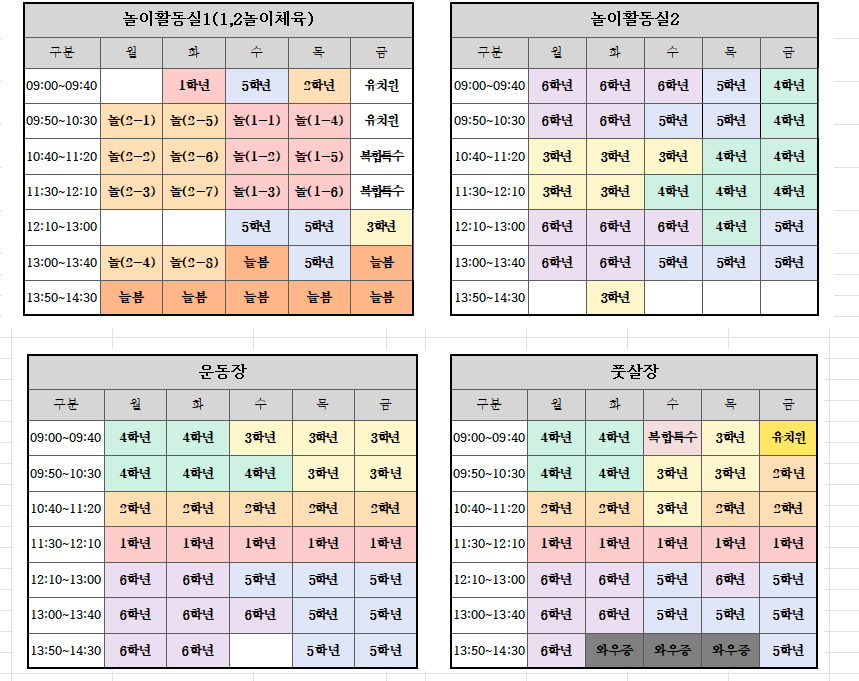 놀이활동실1(1,2놀이체육)
구분 월 화 수 목 금
09:00~09:40 1학년 5학년 2학년 유치원
09:50~10:30 놀(2-1) 놀(2-5) 놀(1-1) 놀(1-4) 유치원
10:40~11:20 놀(2-2) 놀(2-6) 놀(1-2) 놀(1-5) 복합특수
11:30~12:10 놀(2-3) 놀(2-7) 놀(1-3) 놀(1-6) 복합특수
12:10~13:00 5학년 5학년 3학년
13:00~13:40 놀(2-4) 놀(2-8) 늘봄 5학년 늘봄
13:50~14:30 늘봄 늘봄 늘봄 늘봄 늘봄
놀이활동실2
구분 월 화 수 목 금
09:00~09:40 6학년 6학년 6학년 5학년 4학년
09:50~10:30 6학년 6학년 5학년 5학년 4학년
10:40~11:20 3학년 3학년 3학년 4학년 4학년
11:30~12:10 3학년 3학년 4학년 4학년 4학년
12:10~13:00 6학년 6학년 6학년 4학년 5학년
13:00~13:40 6학년 6학년 5학년 5학년 5학년
13:50~14:30 3학년
운동장
구분 월 화 수 목 금
09:00~09:40 4학년 4학년 3학년 3학년 3학년
09:50~10:30 4학년 4학년 4학년 3학년 3학년
10:40~11:20 2학년 2학년 2학년 2학년 2학년
11:30~12:10 1학년 1학년 1학년 1학년 1학년
12:10~13:00 6학년 6학년 5학년 5학년 5학년
13:00~13:40 6학년 6학년 6학년 5학년 5학년
13:50~14:30 6학년 6학년 5학년 5학년
풋살장
구분 월 화 수 목 금
09:00~09:40 4학년 4학년 복합특수 3학년 유치원
09:50~10:30 4학년 4학년 3학년 3학년 2학년
10:40~11:20 2학년 2학년 3학년 2학년 2학년
11:30~12:10 1학년 1학년 1학년 1학년 1학년
12:10~13:00 6학년 6학년 5학년 6학년 5학년
13:00~13:40 6학년 6학년 5학년 5학년 5학년
13:50~14:30 6학년 와우중 와우중 와우중 5학년